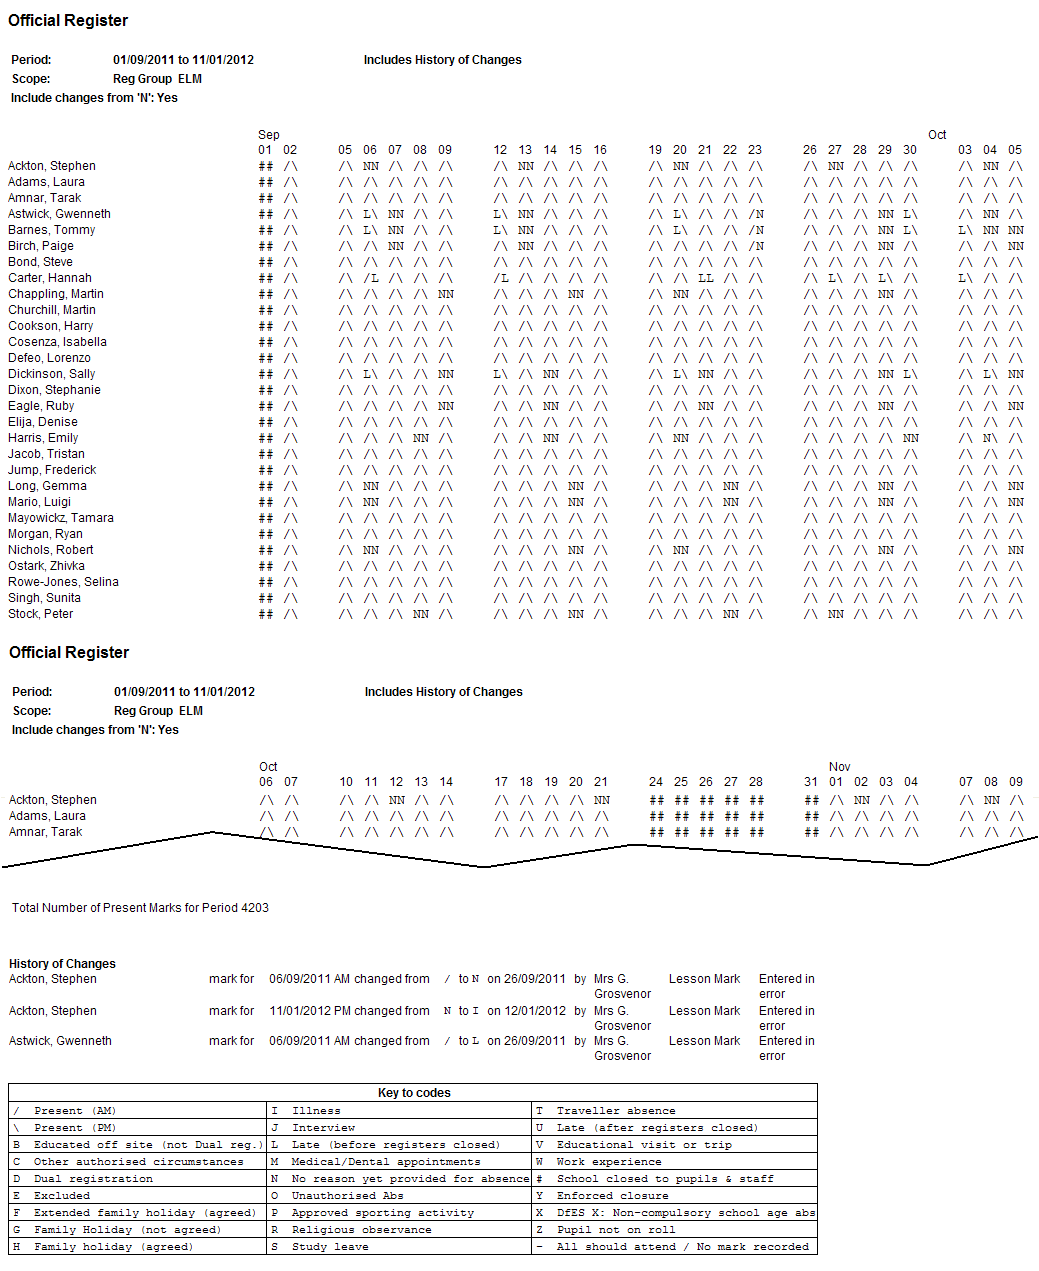 Official Register
Period: 01/09/2011 to 11/01/2012 Includes History of Changes
Scope: Reg Group ELM
Include changes from 'N': Yes
Sep Oct
01 02 05 06 07 08 09 12 13 14 15 16 19 20 21 22 23 26 27 28 29 30 03 04 05
Ackton, Stephen ## /\ /\ NN /\ /\ /\ /\ NN /\ /\ /\ /\ NN /\ /\ /\ /\ NN /\ /\ /\ /\ NN /\
Adams, Laura ## /\ /\ /\ /\ /\ /\ /\ /\ /\ /\ /\ /\ /\ /\ /\ /\ /\ /\ /\ /\ /\ /\ /\ /\
Amnar, Tarak ## /\ /\ /\ /\ /\ /\ /\ /\ /\ /\ /\ /\ /\ /\ /\ /\ /\ /\ /\ /\ /\ /\ /\ /\
Astwick, Gwenneth ## /\ /\ L\ NN /\ /\ L\ NN /\ /\ /\ /\ L\ /\ /\ /N /\ /\ /\ NN L\ /\ NN /\
Barnes, Tommy ## /\ /\ L\ NN /\ /\ L\ NN /\ /\ /\ /\ L\ /\ /\ /N /\ /\ /\ NN L\ L\ NN NN
Birch, Paige ## /\ /\ /\ NN /\ /\ /\ NN /\ /\ /\ /\ /\ /\ /\ /N /\ /\ /\ NN /\ /\ /\ NN
Bond, Steve ## /\ /\ /\ /\ /\ /\ /\ /\ /\ /\ /\ /\ /\ /\ /\ /\ /\ /\ /\ /\ /\ /\ /\ /\
Carter, Hannah ## /\ /\ /L /\ /\ /\ /L /\ /\ /\ /\ /\ /\ LL /\ /\ /\ L\ /\ L\ /\ L\ /\ /\
Chappling, Martin ## /\ /\ /\ /\ /\ NN /\ /\ /\ NN /\ /\ NN /\ /\ /\ /\ /\ /\ NN /\ /\ /\ /\
Churchill, Martin ## /\ /\ /\ /\ /\ /\ /\ /\ /\ /\ /\ /\ /\ /\ /\ /\ /\ /\ /\ /\ /\ /\ /\ /\
Cookson, Harry ## /\ /\ /\ /\ /\ /\ /\ /\ /\ /\ /\ /\ /\ /\ /\ /\ /\ /\ /\ /\ /\ /\ /\ /\
Cosenza, Isabella ## /\ /\ /\ /\ /\ /\ /\ /\ /\ /\ /\ /\ /\ /\ /\ /\ /\ /\ /\ /\ /\ /\ /\ /\
Defeo, Lorenzo ## /\ /\ /\ /\ /\ /\ /\ /\ /\ /\ /\ /\ /\ /\ /\ /\ /\ /\ /\ /\ /\ /\ /\ /\
Dickinson, Sally ## /\ /\ L\ /\ /\ NN L\ /\ NN /\ /\ /\ L\ NN /\ /\ /\ /\ /\ NN L\ /\ L\ NN
Dixon, Stephanie ## /\ /\ /\ /\ /\ /\ /\ /\ /\ /\ /\ /\ /\ /\ /\ /\ /\ /\ /\ /\ /\ /\ /\ /\
Eagle, Ruby ## /\ /\ /\ /\ /\ NN /\ /\ NN /\ /\ /\ /\ NN /\ /\ /\ /\ /\ NN /\ /\ /\ NN
Elija, Denise ## /\ /\ /\ /\ /\ /\ /\ /\ /\ /\ /\ /\ /\ /\ /\ /\ /\ /\ /\ /\ /\ /\ /\ /\
Harris, Emily ## /\ /\ /\ /\ NN /\ /\ /\ NN /\ /\ /\ NN /\ /\ /\ /\ /\ /\ /\ NN /\ N\ /\
Jacob, Tristan ## /\ /\ /\ /\ /\ /\ /\ /\ /\ /\ /\ /\ /\ /\ /\ /\ /\ /\ /\ /\ /\ /\ /\ /\
Jump, Frederick ## /\ /\ /\ /\ /\ /\ /\ /\ /\ /\ /\ /\ /\ /\ /\ /\ /\ /\ /\ /\ /\ /\ /\ /\
Long, Gemma ## /\ /\ NN /\ /\ /\ /\ /\ /\ NN /\ /\ /\ /\ NN /\ /\ /\ /\ NN /\ /\ /\ NN
Mario, Luigi ## /\ /\ NN /\ /\ /\ /\ /\ /\ NN /\ /\ /\ /\ NN /\ /\ /\ /\ NN /\ /\ /\ NN
Mayowickz, Tamara ## /\ /\ /\ /\ /\ /\ /\ /\ /\ /\ /\ /\ /\ /\ /\ /\ /\ /\ /\ /\ /\ /\ /\ /\
Morgan, Ryan ## /\ /\ /\ /\ /\ /\ /\ /\ /\ /\ /\ /\ /\ /\ /\ /\ /\ /\ /\ /\ /\ /\ /\ /\
Nichols, Robert ## /\ /\ NN /\ /\ /\ /\ /\ /\ NN /\ /\ NN /\ /\ /\ /\ /\ /\ NN /\ /\ /\ NN
Ostark, Zhivka ## /\ /\ /\ /\ /\ /\ /\ /\ /\ /\ /\ /\ /\ /\ /\ /\ /\ /\ /\ /\ /\ /\ /\ /\
Rowe-Jones, Selina ## /\ /\ /\ /\ /\ /\ /\ /\ /\ /\ /\ /\ /\ /\ /\ /\ /\ /\ /\ /\ /\ /\ /\ /\
Singh, Sunita ## /\ /\ /\ /\ /\ /\ /\ /\ /\ /\ /\ /\ /\ /\ /\ /\ /\ /\ /\ /\ /\ /\ /\ /\
Stock, Peter ## /\ /\ /\ /\ NN /\ /\ /\ /\ NN /\ /\ /\ /\ NN /\ /\ NN /\ /\ /\ /\ /\ /\
Official Register
Period: 01/09/2011 to 11/01/2012 Includes History of Changes
Scope: Reg Group ELM
Include changes from 'N': Yes
Oct Nov
06 07 10 11 12 13 14 17 18 19 20 21 24 25 26 27 28 31 01 02 03 04 07 08 09
Ackton, Stephen /\ /\ /\ /\ NN /\ /\ /\ /\ /\ /\ NN ## ## ## ## ## ## /\ NN /\ /\ /\ NN /\
Adams, Laura /\ /\ /\ /\ /\ /\ /\ /\ /\ /\ /\ /\ ## ## ## ## ## ## /\ /\ /\ /\ /\ /\ /\
Amnar, Tarak /\ /\ /\ /\ /\ /\ /\ /\ /\ /\ /\ /\ ## ## ## ## ## ## /\ /\ /\ /\ /\ /\ /\
Total Number of Present Marks for Period 4203
History of Changes
Ackton, Stephen mark for 06/09/2011 AM changed from / to N on 26/09/2011 by Mrs G. Lesson Mark Entered in
Grosvenor error
Ackton, Stephen mark for 11/01/2012 PM changed from N to I on 12/01/2012 by Mrs G. Lesson Mark Entered in
Grosvenor error
Astwick, Gwenneth mark for 06/09/2011 AM changed from / to L on 26/09/2011 by Mrs G. Lesson Mark Entered in
Grosvenor error
Key to codes
/ Present (AM) I Illness T Traveller absence
\ Present (PM) J Interview U Late (after registers closed)
B Educated off site (not Dual reg.) L Late (before registers closed) V Educational visit or trip
C Other authorised circumstances M Medical/Dental appointments W Work experience
D Dual registration N No reason yet provided for absence # School closed to pupils & staff
E Excluded O Unauthorised Abs Y Enforced closure
F Extended family holiday (agreed) P Approved sporting activity X DfES X: Non-compulsory school age abs
G Family Holiday (not agreed) R Religious observance Z Pupil not on roll
H Family holiday (agreed) S Study leave - All should attend / No mark recorded